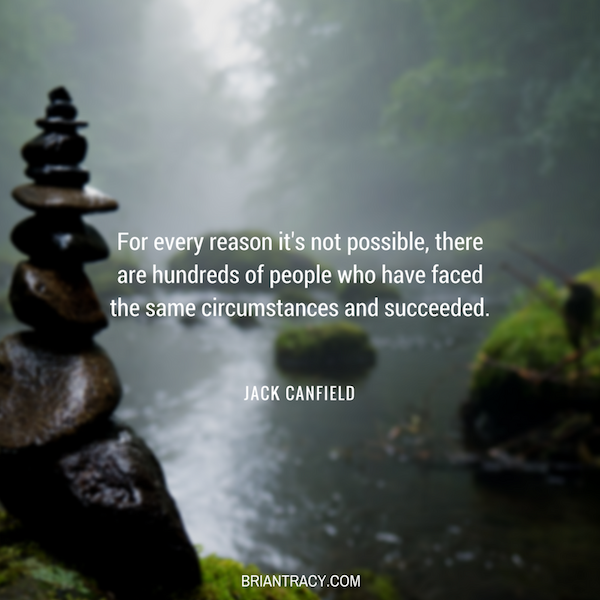 For every reason it's not possible, there
are hundreds of people who have faced
the same circumstances and succeeded.
JACK CANFIELD
BRIANTRACY.COM